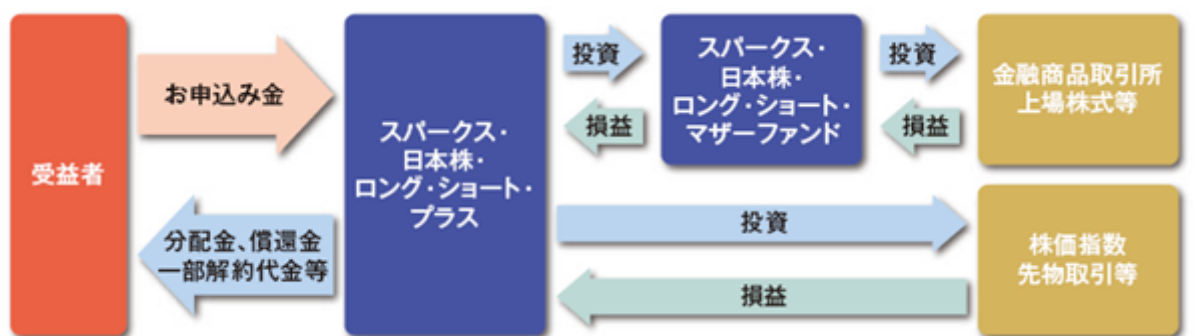 受益者
お申込み金
分配金、償還金
一部解約代金等
スパークス・
日本株・
ロング・ショート・
プラス
投資
損益
スパークス・
日本株・
ロング・ショート・
マザーファンド
投資
損益
金融商品取引所
上場株式等
投資
損益
株価指数
先物取引等